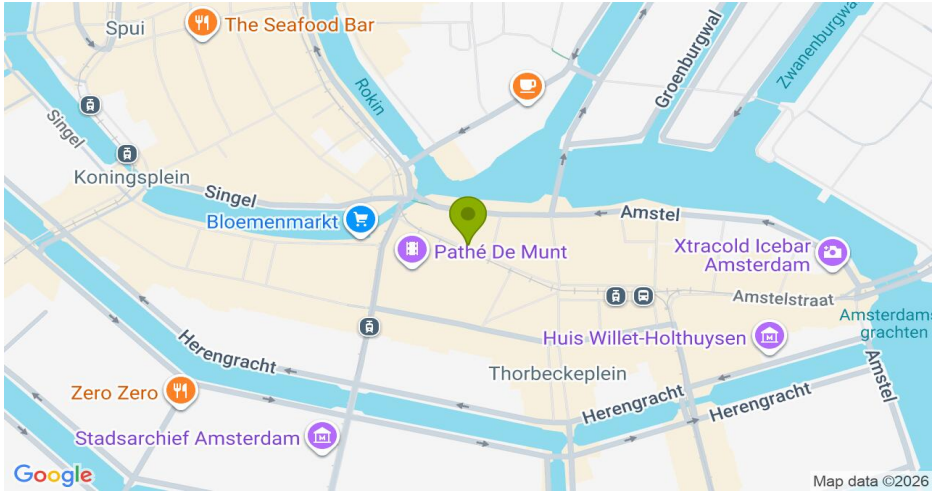 Spui
The Seafood Bar
Rokin
Groenburgwal
Zwanenburgwa
Singel
Koningsplein
Singel
Bloemenmarkt
Amstel
Pathé De Munt
Xtracold Icebar
Amsterdam
Amstelstraat
Amsterdams
grachten
Herengracht
Huis Willet-Holthuysen
Thorbeckeplein
Amstel
Zero Zero
Herengracht
Herengracht
Stadsarchief Amsterdam
Google
Map data ©2026